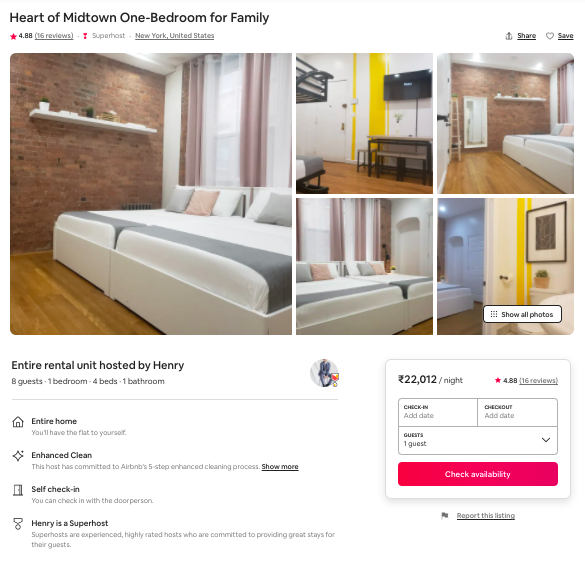 Heart of Midtown One-Bedroom for Family
★ 4.88 (16 reviews) · Superhost · New York, United States
Share Save
Show all photos
Entire rental unit hosted by Henry
8 guests · 1 bedroom · 4 beds · 1 bathroom
Entire home
You'll have the flat to yourself.
Enhanced Clean
This host has committed to Airbnb's 5-step enhanced cleaning process. Show more
Self check-in
You can check in with the doorperson.
Henry is a Superhost
Superhosts are experienced, highly rated hosts who are committed to providing great stays for
their guests.
₹22,012 / night
★ 4.88 (16 reviews)
CHECK-IN CHECKOUT
Add date Add date
GUESTS
1 guest
Check availability
Report this listing